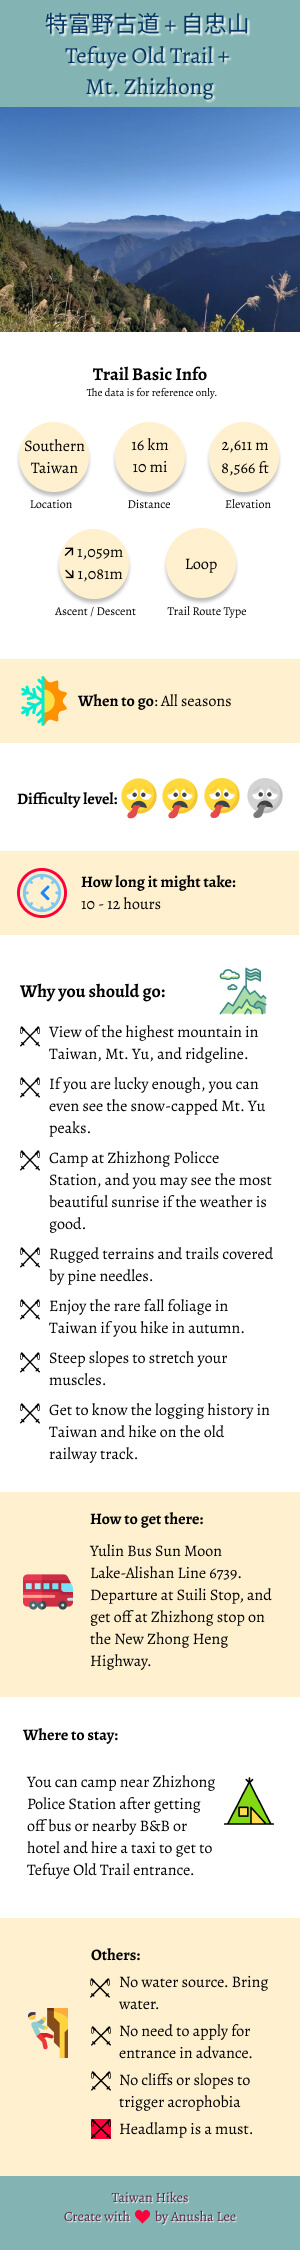 特富野古道 + 自忠山
Tefuye Old Trail +
Mt. Zhizhong
Trail Basic Info
The data is for reference only.
Southern
Taiwan
Location
16 km
10 mi
Distance
2,611 m
8,566 ft
Elevation
↗ 1,059m
↘ 1,081m
Ascent / Descent
Loop
Trail Route Type
When to go: All seasons
Difficulty level:
How long it might take:
10 - 12 hours
Why you should go:
View of the highest mountain in
Taiwan, Mt. Yu, and ridgeline.
If you are lucky enough, you can
even see the snow-capped Mt. Yu
peaks.
Camp at Zhizhong Policce
Station, and you may see the most
beautiful sunrise if the weather is
good.
Rugged terrains and trails covered
by pine needles.
Enjoy the rare fall foliage in
Taiwan if you hike in autumn.
Steep slopes to stretch your
muscles.
Get to know the logging history in
Taiwan and hike on the old
railway track.
How to get there:
Yulin Bus Sun Moon
Lake-Alishan Line 6739.
Departure at Suili Stop, and
get off at Zhizhong stop on
the New Zhong Heng
Highway.
Where to stay:
You can camp near Zhizhong
Police Station after getting
off bus or nearby B&B or
hotel and hire a taxi to get to
Tefuye Old Trail entrance.
Others:
No water source. Bring
water.
No need to apply for
entrance in advance.
No cliffs or slopes to
trigger acrophobia
Headlamp is a must.
Taiwan Hikes
Create with ❤ by Anusha Lee